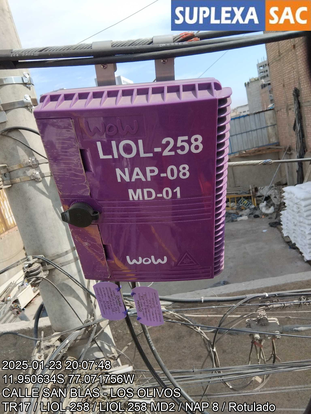 SUPLEXA SAC
WOW
LIOL-258
NAP-08
MD-01
WOW
2025-01-23 20:07:48
11.950634S 77.071756W
CALLE SAN BLAS , LOS OLIVOS
TR17 / LIOL-258 / LIOL 258 MD2 / NAP 8 / Rotulado